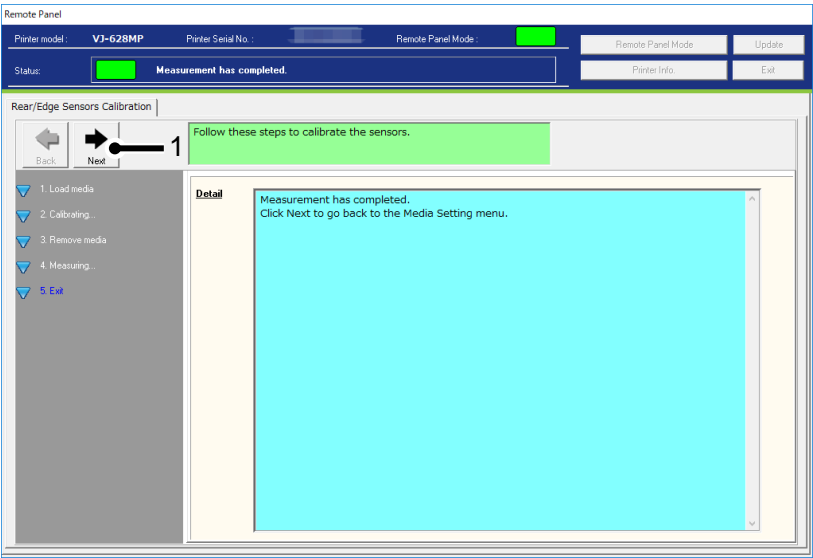 Remote Panel
Printer model : VJ-628MP Printer Serial No. : Remote Panel Mode : Remote Panel Mode Update
Status: Measurement has completed. Printer Info. Exit
Rear/Edge Sensors Calibration
Back Next 1 Follow these steps to calibrate the sensors.
1. Load media
2. Calibrating...
3. Remove media
4. Measuring...
5. Exit
Detail
Measurement has completed.
Click Next to go back to the Media Setting menu.